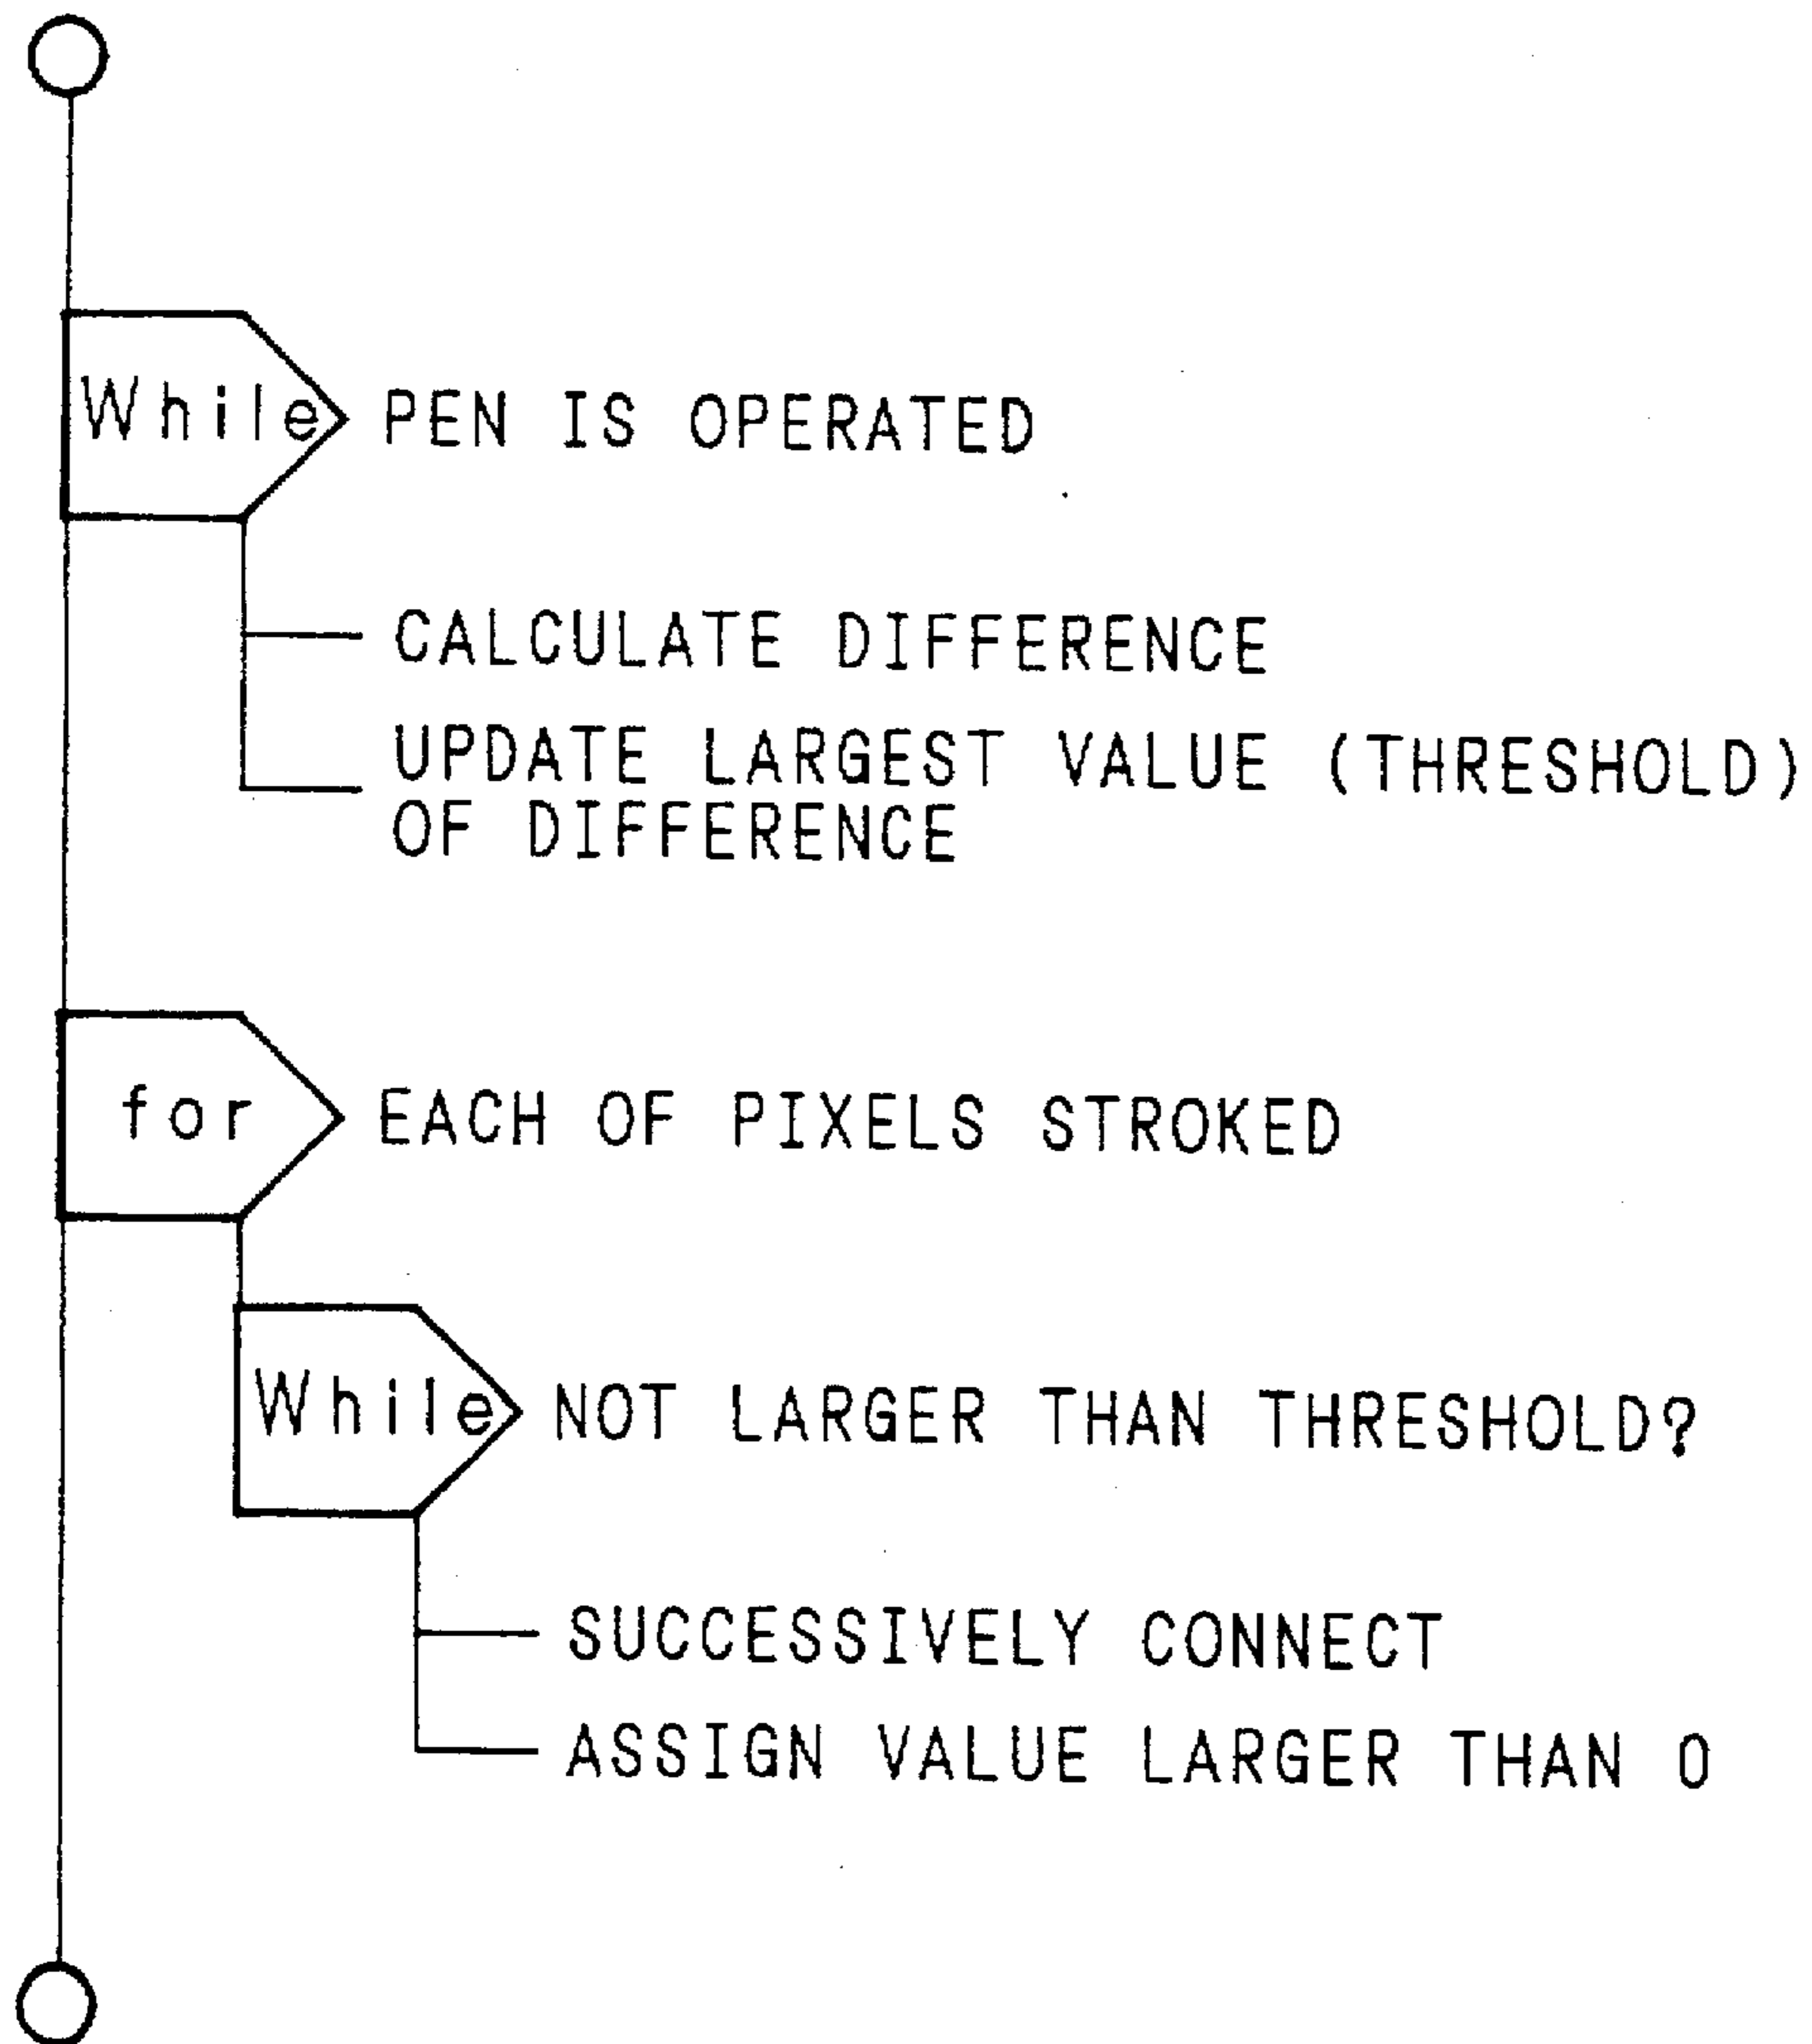 While PEN IS OPERATED
CALCULATE DIFFERENCE
UPDATE LARGEST VALUE (THRESHOLD)
OF DIFFERENCE
for EACH OF PIXELS STROKED
While NOT LARGER THAN THRESHOLD?
SUCCESSIVELY CONNECT
ASSIGN VALUE LARGER THAN 0